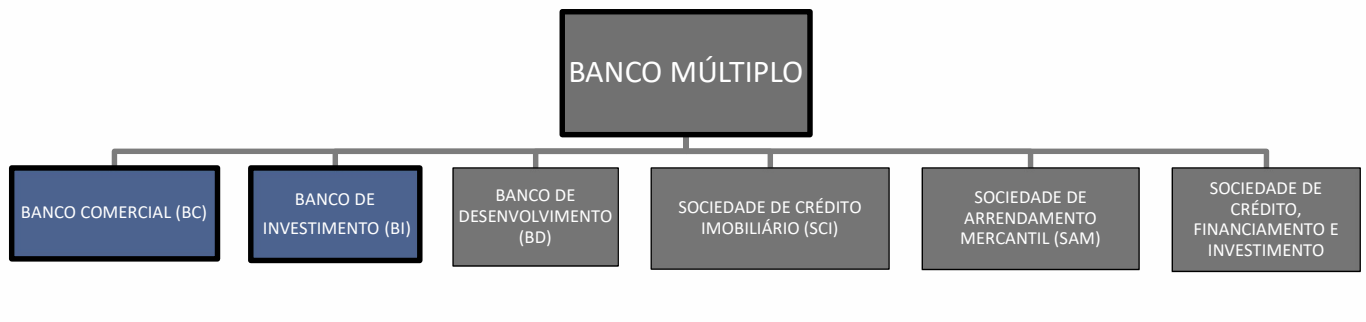 BANCO MÚLTIPLO
BANCO COMERCIAL (BC)
BANCO DE
INVESTIMENTO (BI)
BANCO DE
DESENVOLVIMENTO
(BD)
SOCIEDADE DE CRÉDITO
IMOBILIÁRIO (SCI)
SOCIEDADE DE
ARRENDAMENTO
MERCANTIL (SAM)
SOCIEDADE DE
CRÉDITO,
FINANCIAMENTO E
INVESTIMENTO